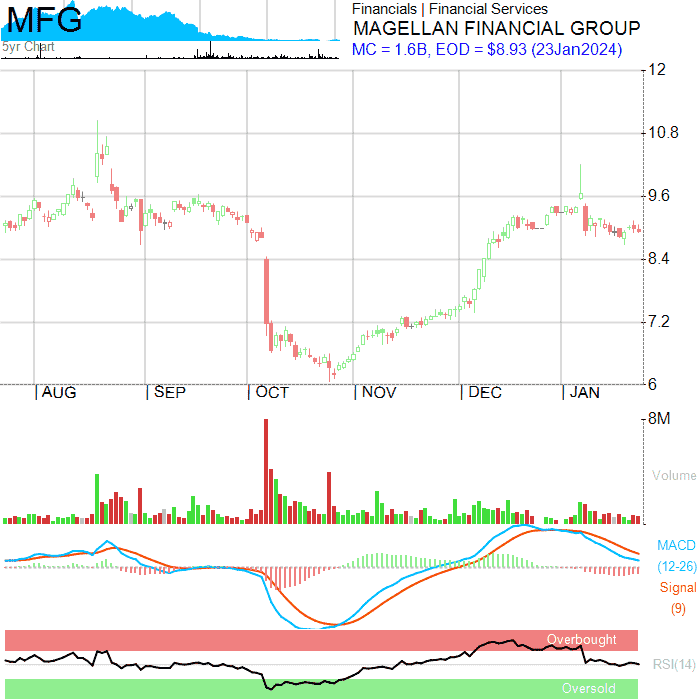 MFG
5yr Chart
Financials | Financial Services
MAGELLAN FINANCIAL GROUP
MC = 1.6B, EOD = $8.93 (23Jan2024)
12
10.8
9.6
8.4
7.2
6
| AUG | SEP | OCT | NOV | DEC | JAN
8M
Volume
MACD
(12-26)
Signal
(9)
Overbought
RSI(14)
Oversold